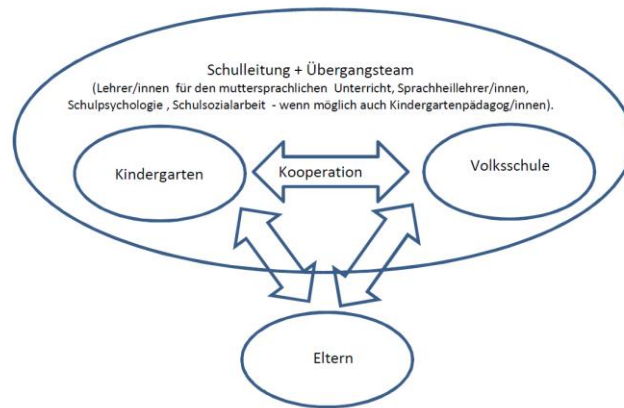 Schulleitung + Übergangsteam
(Lehrer/innen für den muttersprachlichen Unterricht, Sprachheillehrer/innen,
Schulpsychologie , Schulsozialarbeit - wenn möglich auch Kindergartenpädagog/innen).
Kindergarten
Kooperation
Volksschule
Eltern